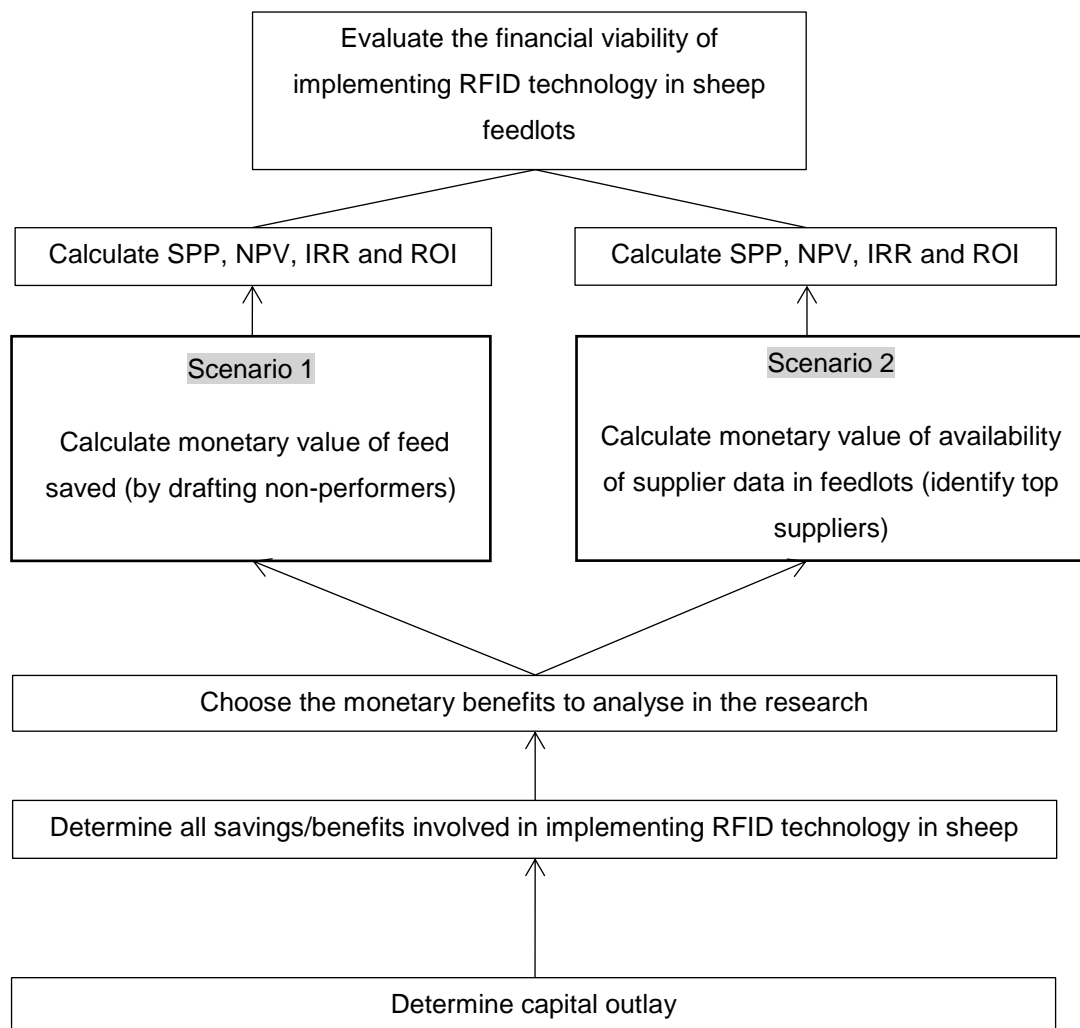 Evaluate the financial viability of
implementing RFID technology in sheep
feedlots
Calculate SPP, NPV, IRR and ROI
Calculate SPP, NPV, IRR and ROI
Scenario 1
Calculate monetary value of feed
saved (by drafting non-performers)
Scenario 2
Calculate monetary value of availability
of supplier data in feedlots (identify top
suppliers)
Choose the monetary benefits to analyse in the research
Determine all savings/benefits involved in implementing RFID technology in sheep
Determine capital outlay